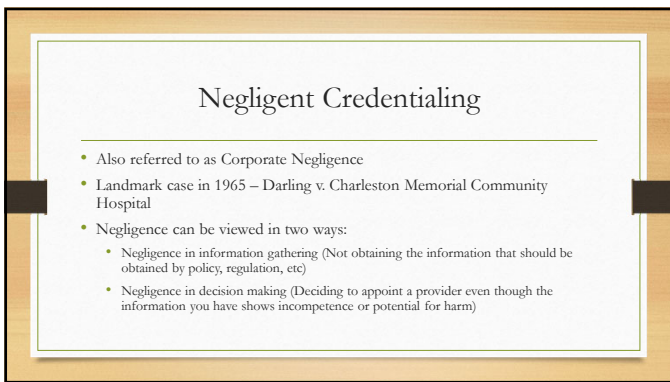 Negligent Credentialing
• Also referred to as Corporate Negligence
• Landmark case in 1965 – Darling v. Charleston Memorial Community
Hospital
• Negligence can be viewed in two ways:
• Negligence in information gathering (Not obtaining the information that should be
obtained by policy, regulation, etc)
• Negligence in decision making (Deciding to appoint a provider even though the
information you have shows incompetence or potential for harm)